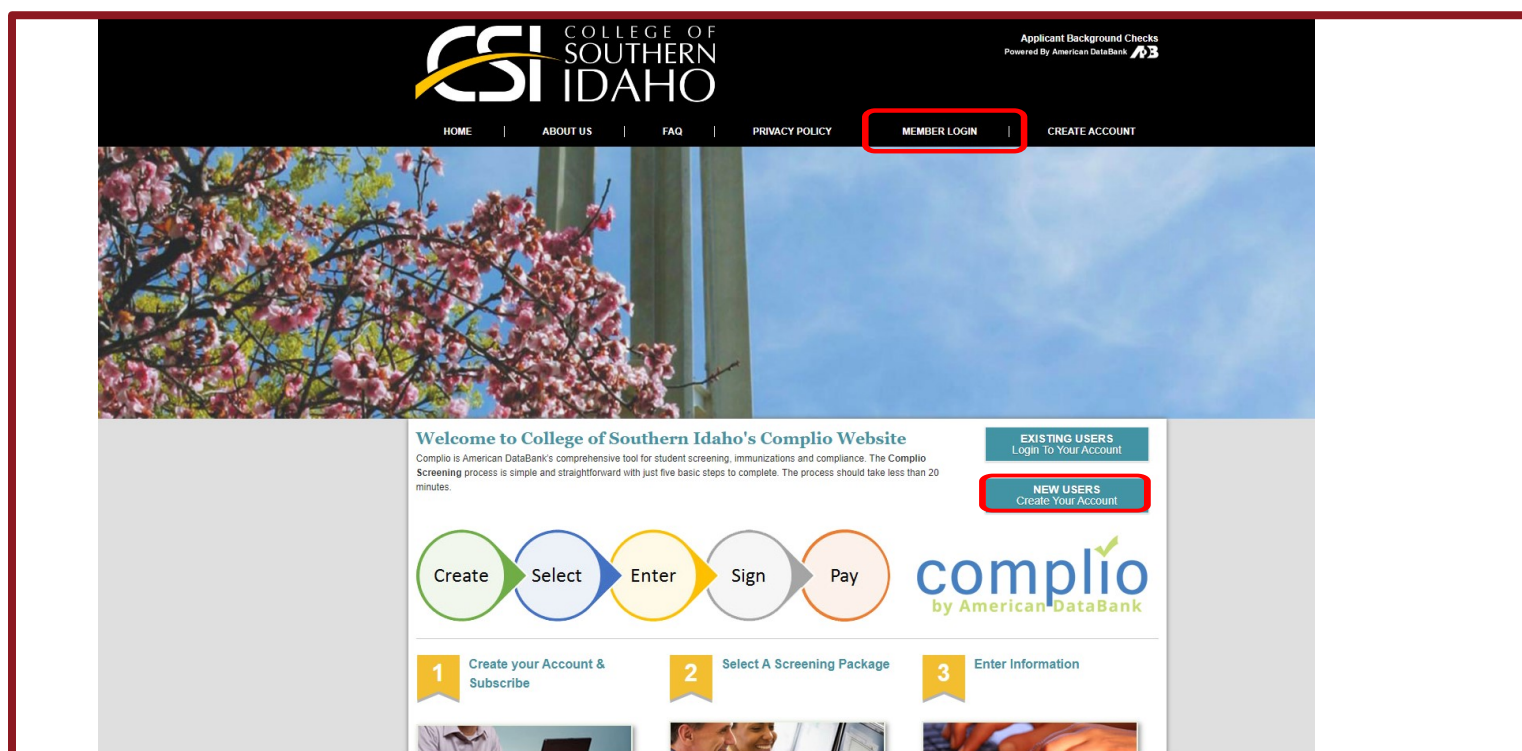 CSI
COLLEGE OF
SOUTHERN
IDAHO
Applicant Background Checks
Powered By American DataBank ADB
HOME | ABOUT US | FAQ | PRIVACY POLICY MEMBER LOGIN | CREATE ACCOUNT
Welcome to College of Southern Idaho's Complio Website
Complio is American DataBank's comprehensive tool for student screening, immunizations and compliance. The Complio
Screening process is simple and straightforward with just five basic steps to complete. The process should take less than 20
minutes.
EXISTING USERS
Login To Your Account
NEW USERS
Create Your Account
Create Select Enter Sign Pay
complio
by American DataBank
1 Create your Account &
Subscribe
2 Select A Screening Package
3 Enter Information